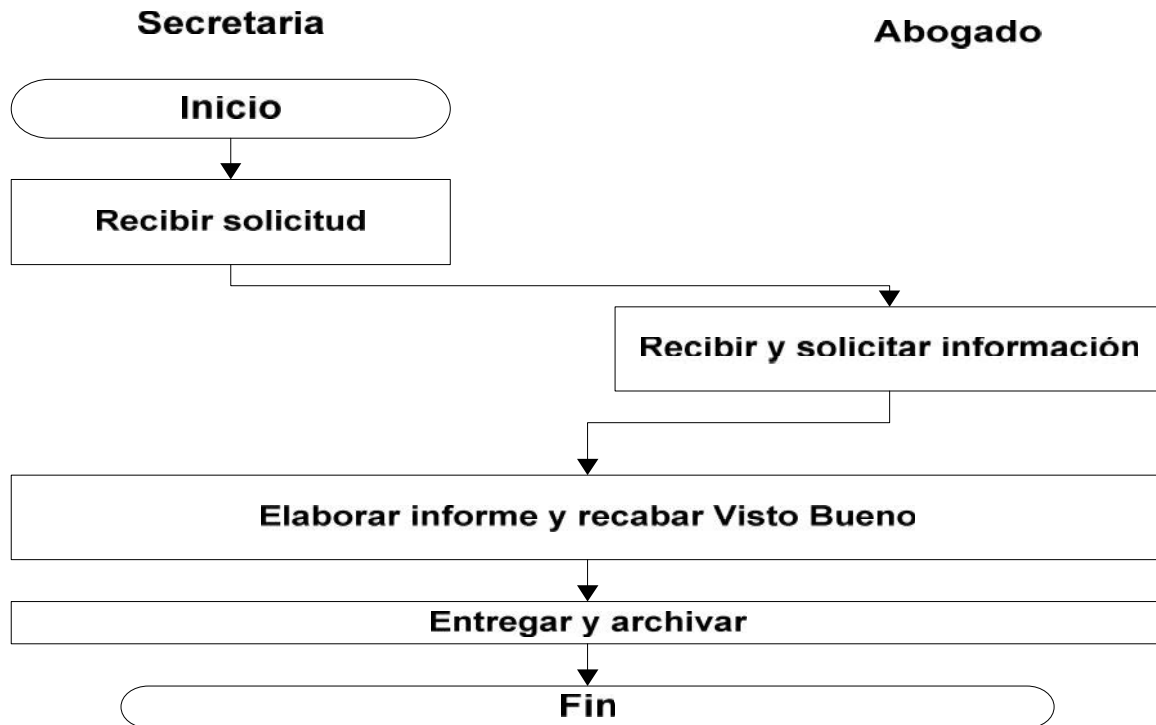 Secretaria
Abogado
Inicio
Recibir solicitud
Recibir y solicitar información
Elaborar informe y recabar Visto Bueno
Entregar y archivar
Fin